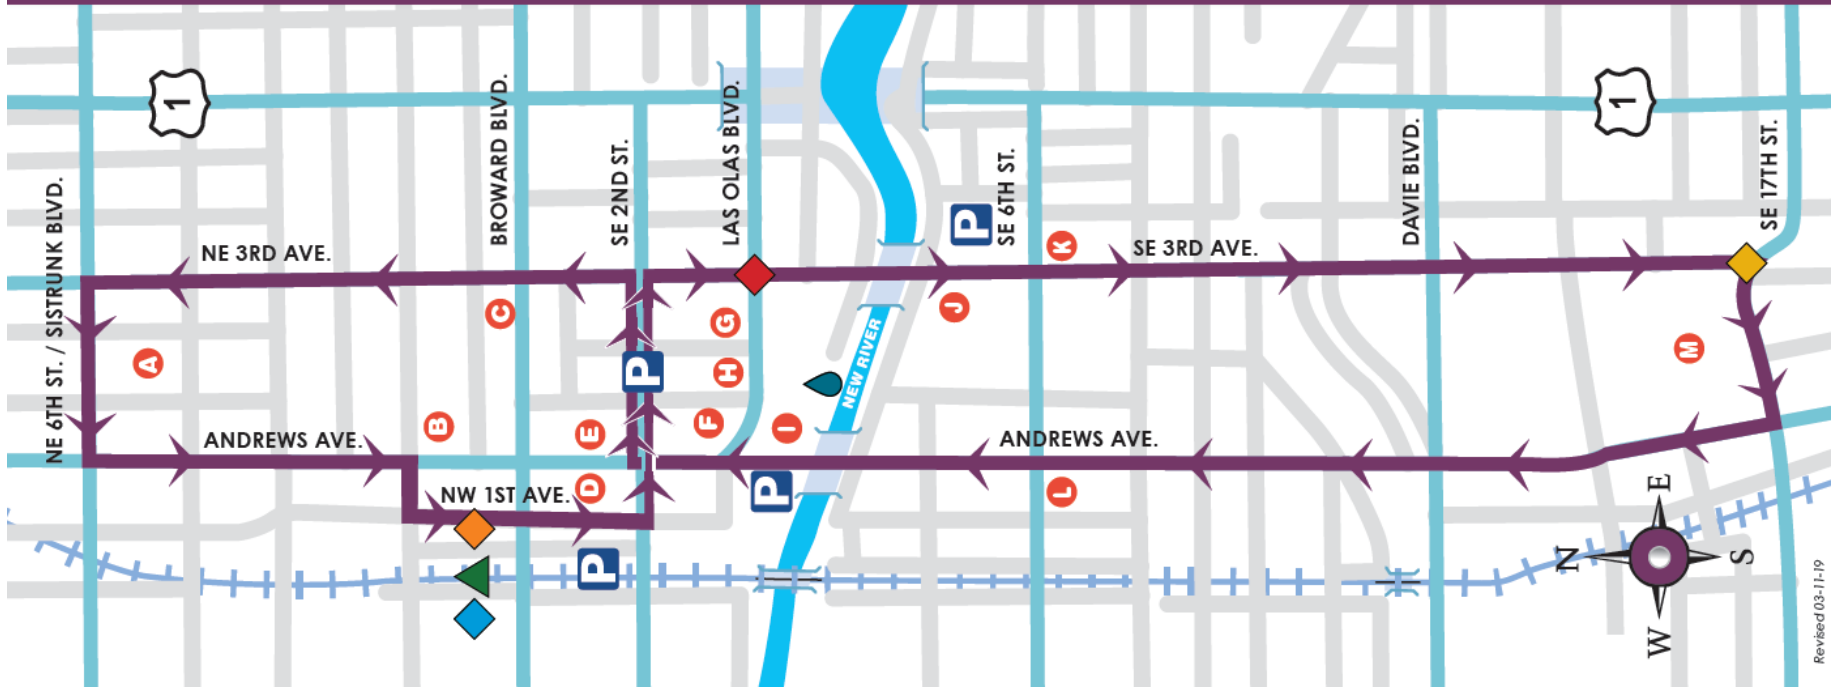 1
1
NE 6TH ST. / SISTRUNK BLVD.
BROWARD BLVD.
SE 2ND ST.
LAS OLAS BLVD.
SE 6TH ST.
DAVIE BLVD.
SE 17TH ST.
NE 3RD AVE.
SE 3RD AVE.
P
K
C
G
J
A
H
P
M
NEW RIVER
B
E
F
I
ANDREWS AVE.
ANDREWS AVE.
NW 1ST AVE.
D
P
L
P
N
E
S
W
Revised 03-11-19